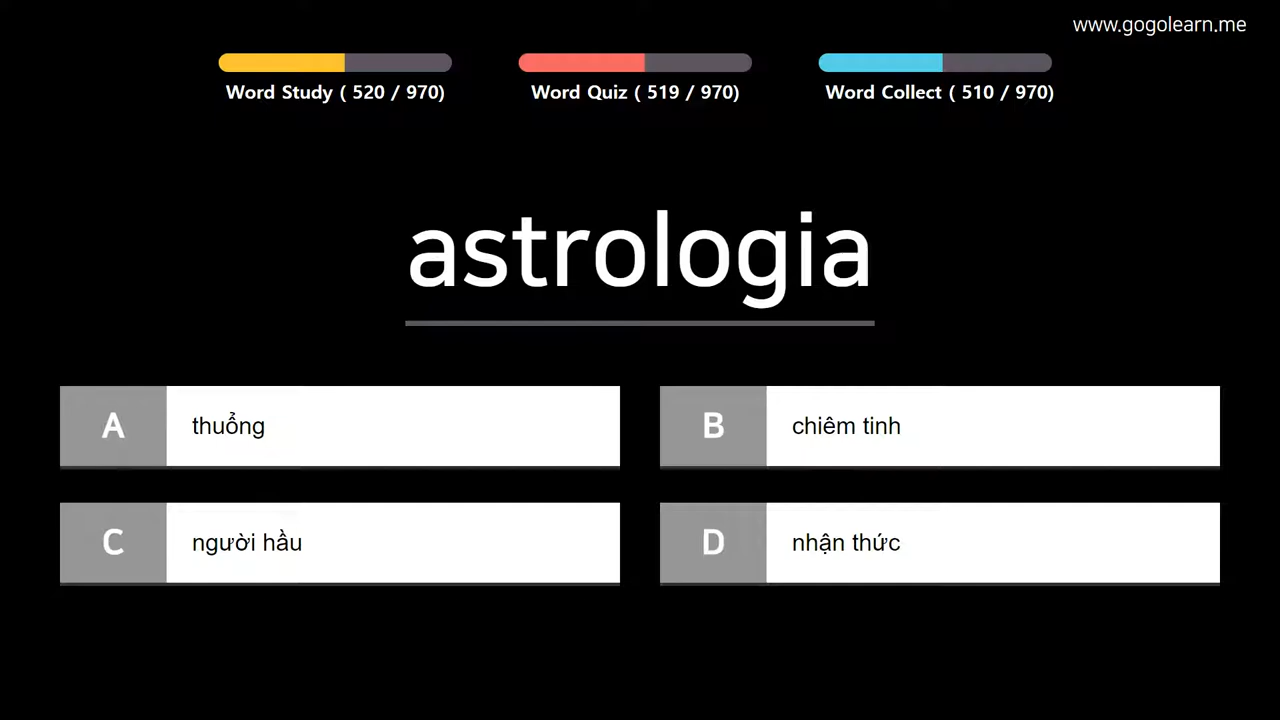 www.gogolearn.me
Word Study ( 520 / 970)
Word Quiz ( 519 / 970)
Word Collect ( 510 / 970)
astrologia
A thuổng
B chiêm tinh
C người hầu
D nhận thức